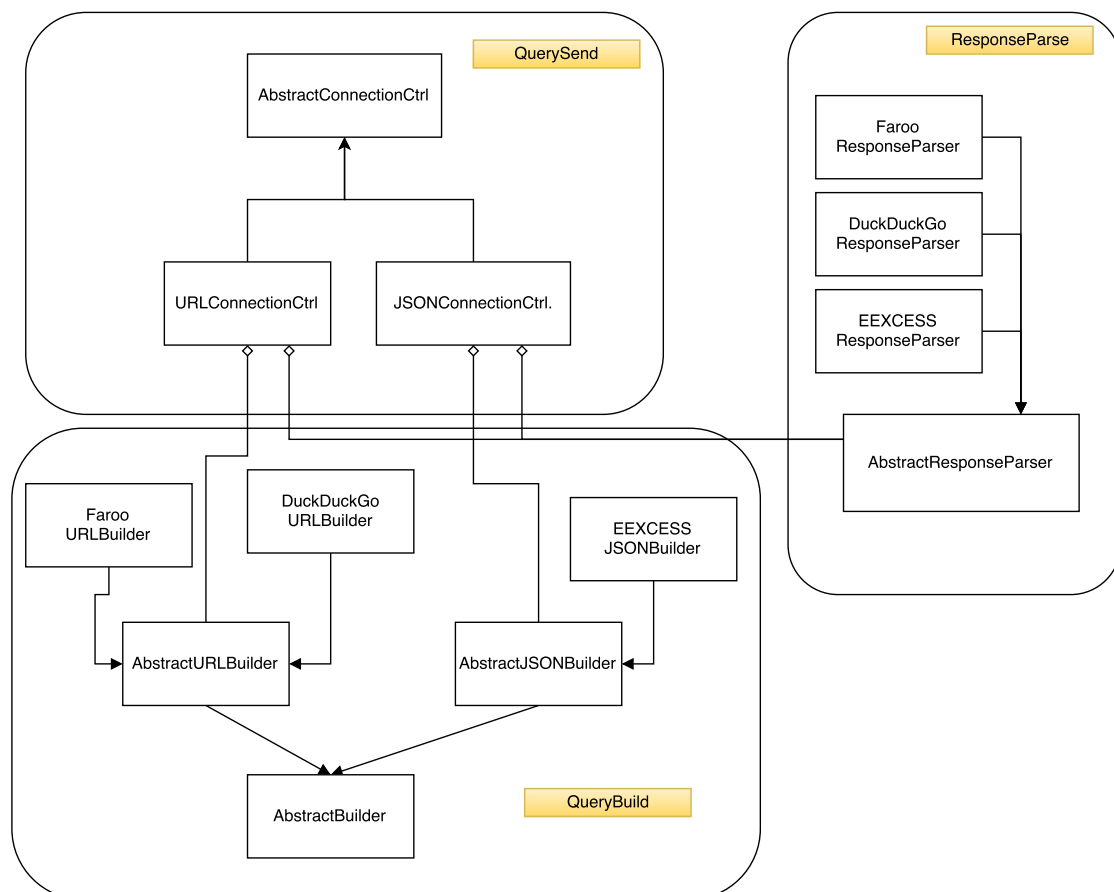 QuerySend
AbstractConnectionCtrl
URLConnectionCtrl
JSONConnectionCtrl.
ResponseParse
Faroo
ResponseParser
DuckDuckGo
ResponseParser
EEXCESS
ResponseParser
AbstractResponseParser
Faroo
URLBuilder
DuckDuckGo
URLBuilder
EEXCESS
JSONBuilder
AbstractURLBuilder
AbstractJSONBuilder
AbstractBuilder
QueryBuild